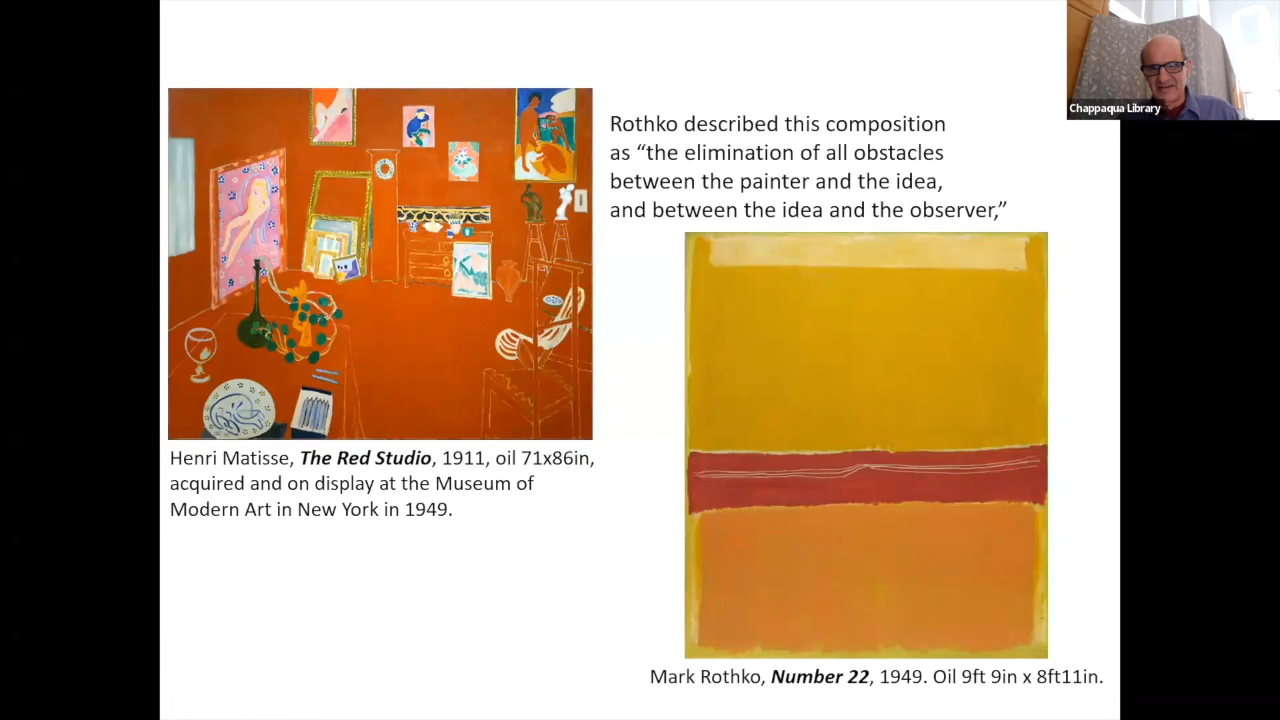 Chappaqua Library
Rothko described this composition
as “the elimination of all obstacles
between the painter and the idea,
and between the idea and the observer,”
Henri Matisse, The Red Studio, 1911, oil 71x86in,
acquired and on display at the Museum of
Modern Art in New York in 1949.
Mark Rothko, Number 22, 1949. Oil 9ft 9in x 8ft11in.